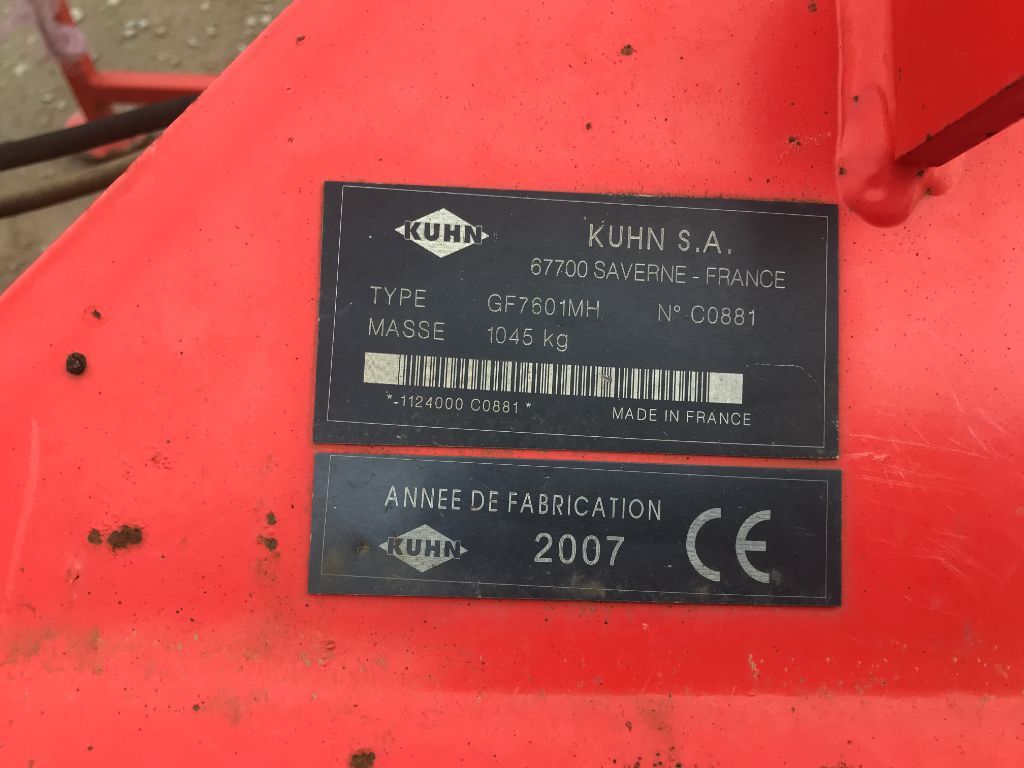 KUHN
KUHN S.A.
67700 SAVERNE - FRANCE
TYPE GF7601MH N° C0881
MASSE 1045 kg
*-1124000 C0881* MADE IN FRANCE
ANNEE DE FABRICATION
KUHN 2007 CE